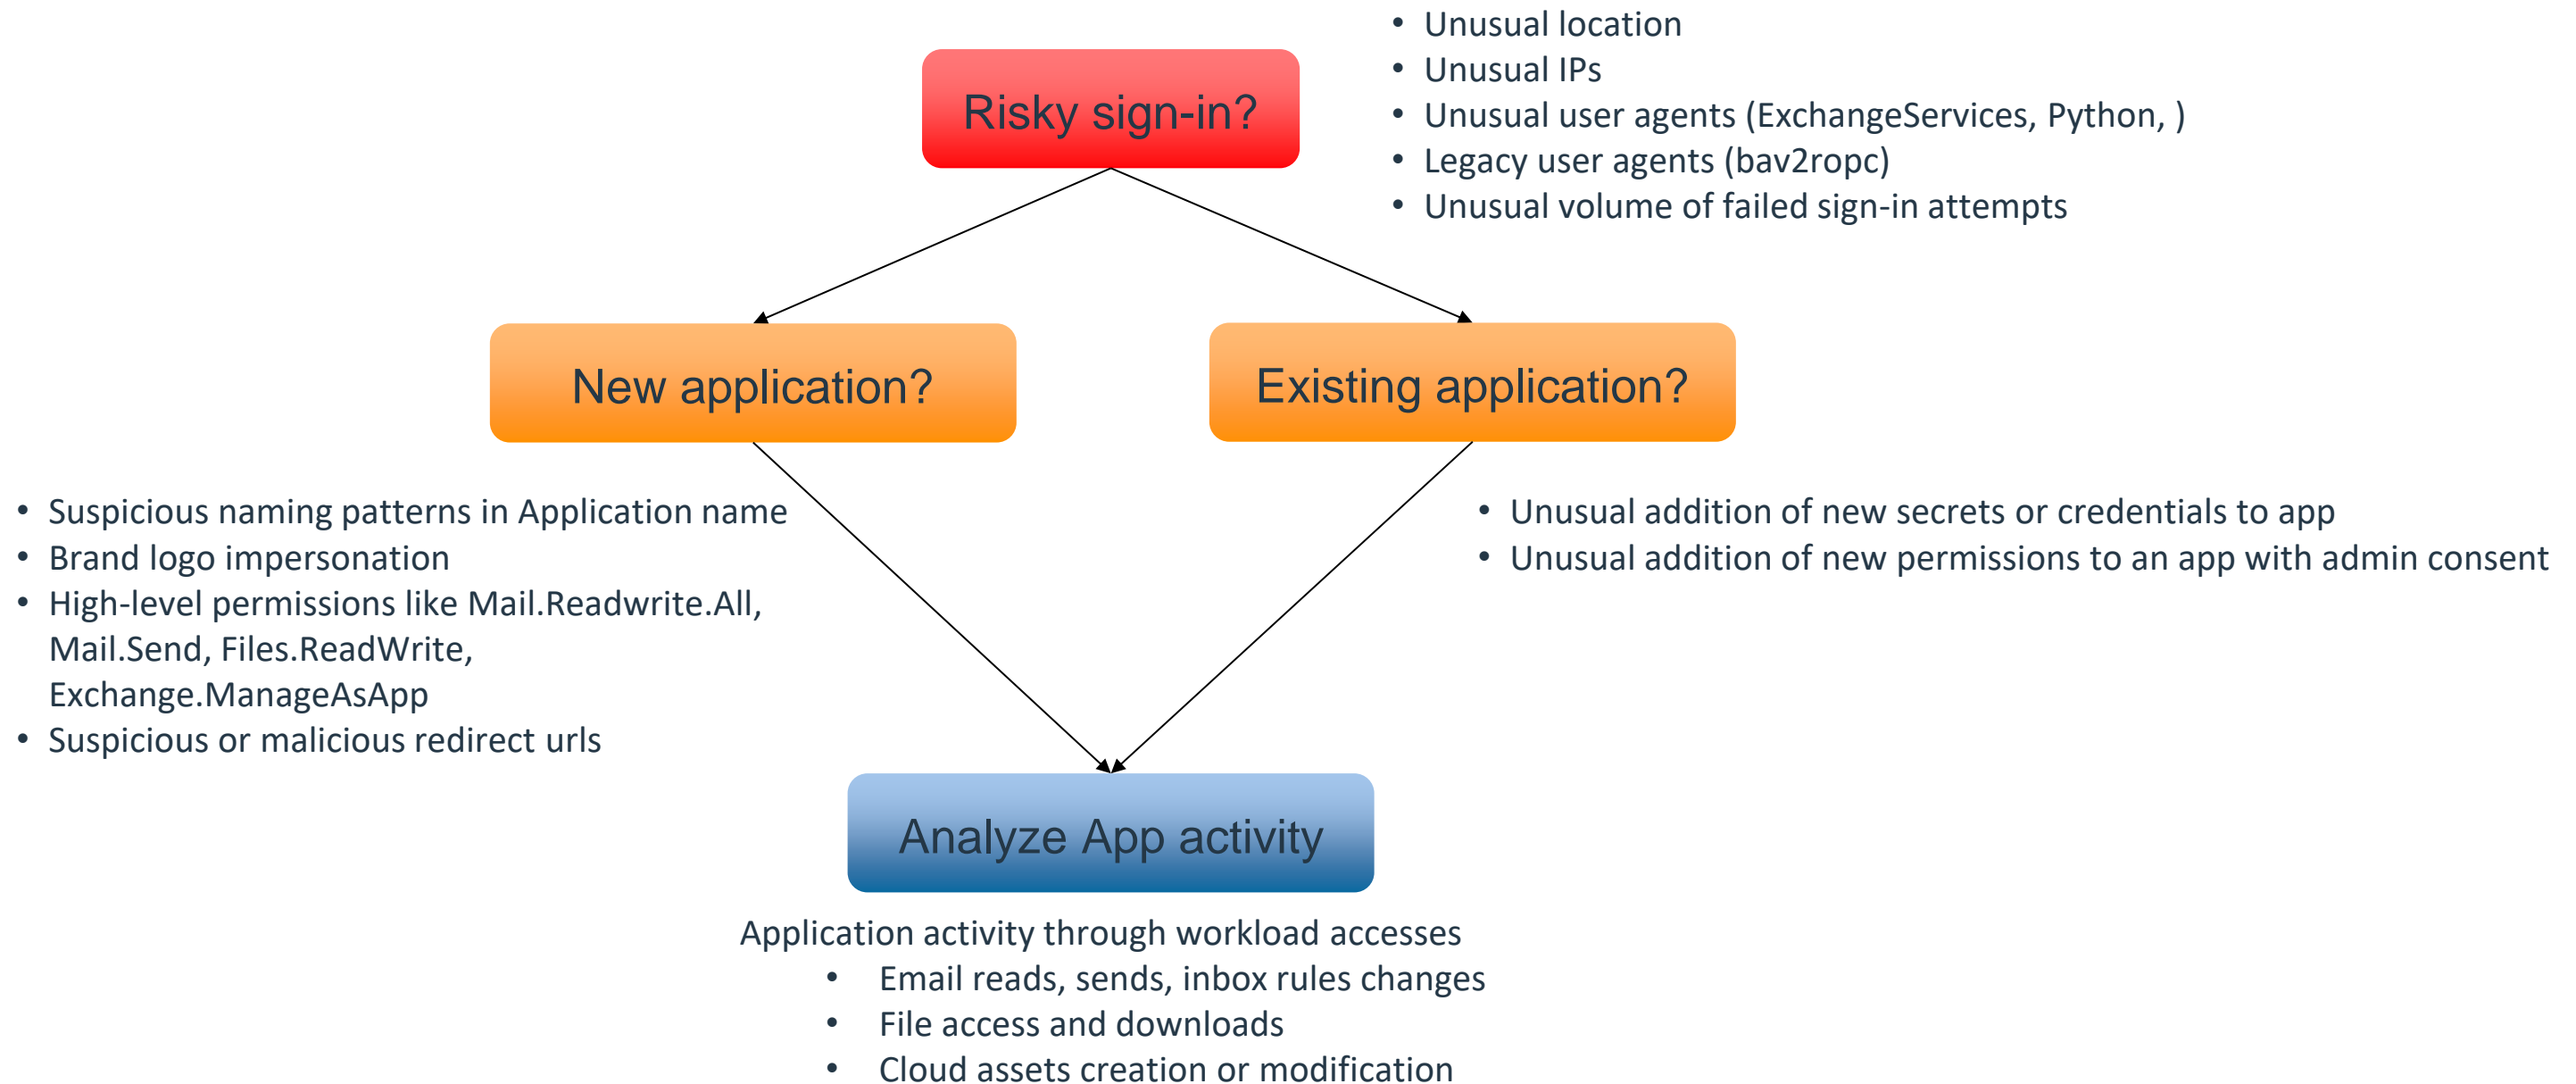 Risky sign-in?
• Unusual location
• Unusual IPs
• Unusual user agents (ExchangeServices, Python, )
• Legacy user agents (bav2ropc)
• Unusual volume of failed sign-in attempts
New application?
Existing application?
• Suspicious naming patterns in Application name
• Brand logo impersonation
• High-level permissions like Mail.Readwrite.All,
Mail.Send, Files.ReadWrite,
Exchange.ManageAsApp
• Suspicious or malicious redirect urls
• Unusual addition of new secrets or credentials to app
• Unusual addition of new permissions to an app with admin consent
Analyze App activity
Application activity through workload accesses
• Email reads, sends, inbox rules changes
• File access and downloads
• Cloud assets creation or modification